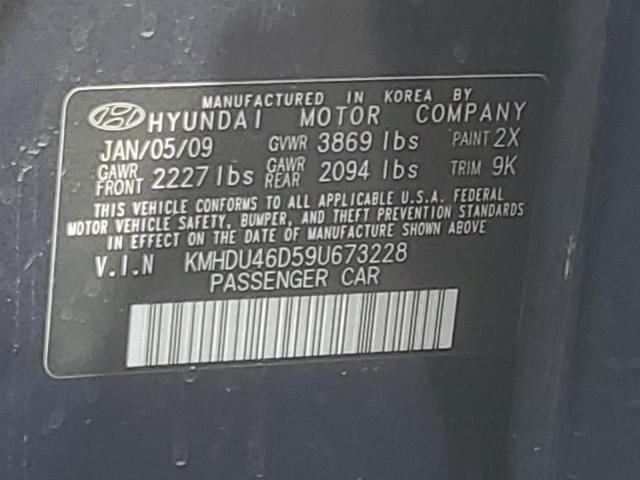 MANUFACTURED IN KOREA BY
HYUNDAI MOTOR COMPANY
JAN/05/09 GVWR 3869 lbs PAINT 2X
GAWR FRONT 2227 lbs GAWR REAR 2094 lbs TRIM 9K
THIS VEHICLE CONFORMS TO ALL APPLICABLE U.S.A. FEDERAL
MOTOR VEHICLE SAFETY, BUMPER, AND THEFT PREVENTION STANDARDS
IN EFFECT ON THE DATE OF MANUFACTURE SHOWN ABOVE
V.I.N KMHDU46D59U673228
PASSENGER CAR